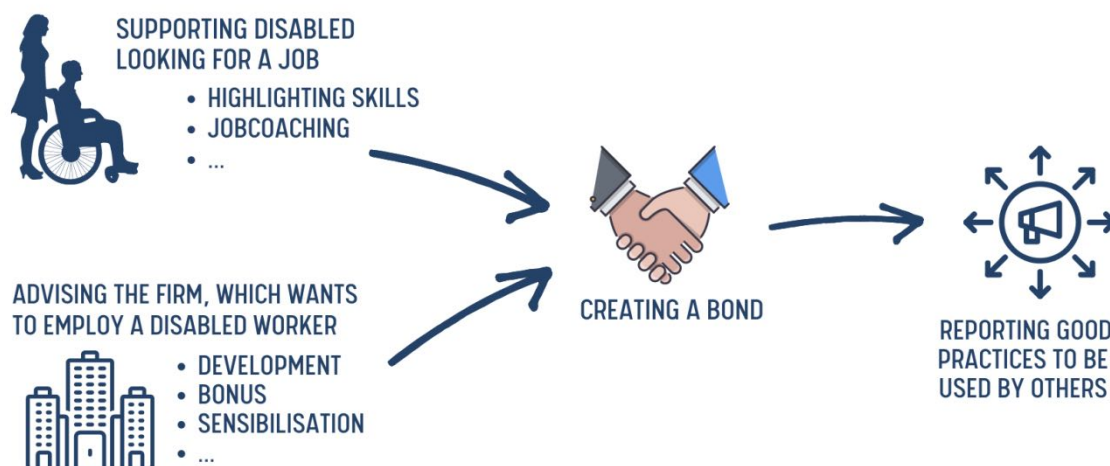 SUPPORTING DISABLED
LOOKING FOR A JOB
• HIGHLIGHTING SKILLS
• JOBCOACHING
• ...
ADVISING THE FIRM, WHICH WANTS
TO EMPLOY A DISABLED WORKER
• DEVELOPMENT
• BONUS
• SENSIBILISATION
• ...
CREATING A BOND
REPORTING GOOD
PRACTICES TO BE
USED BY OTHERS